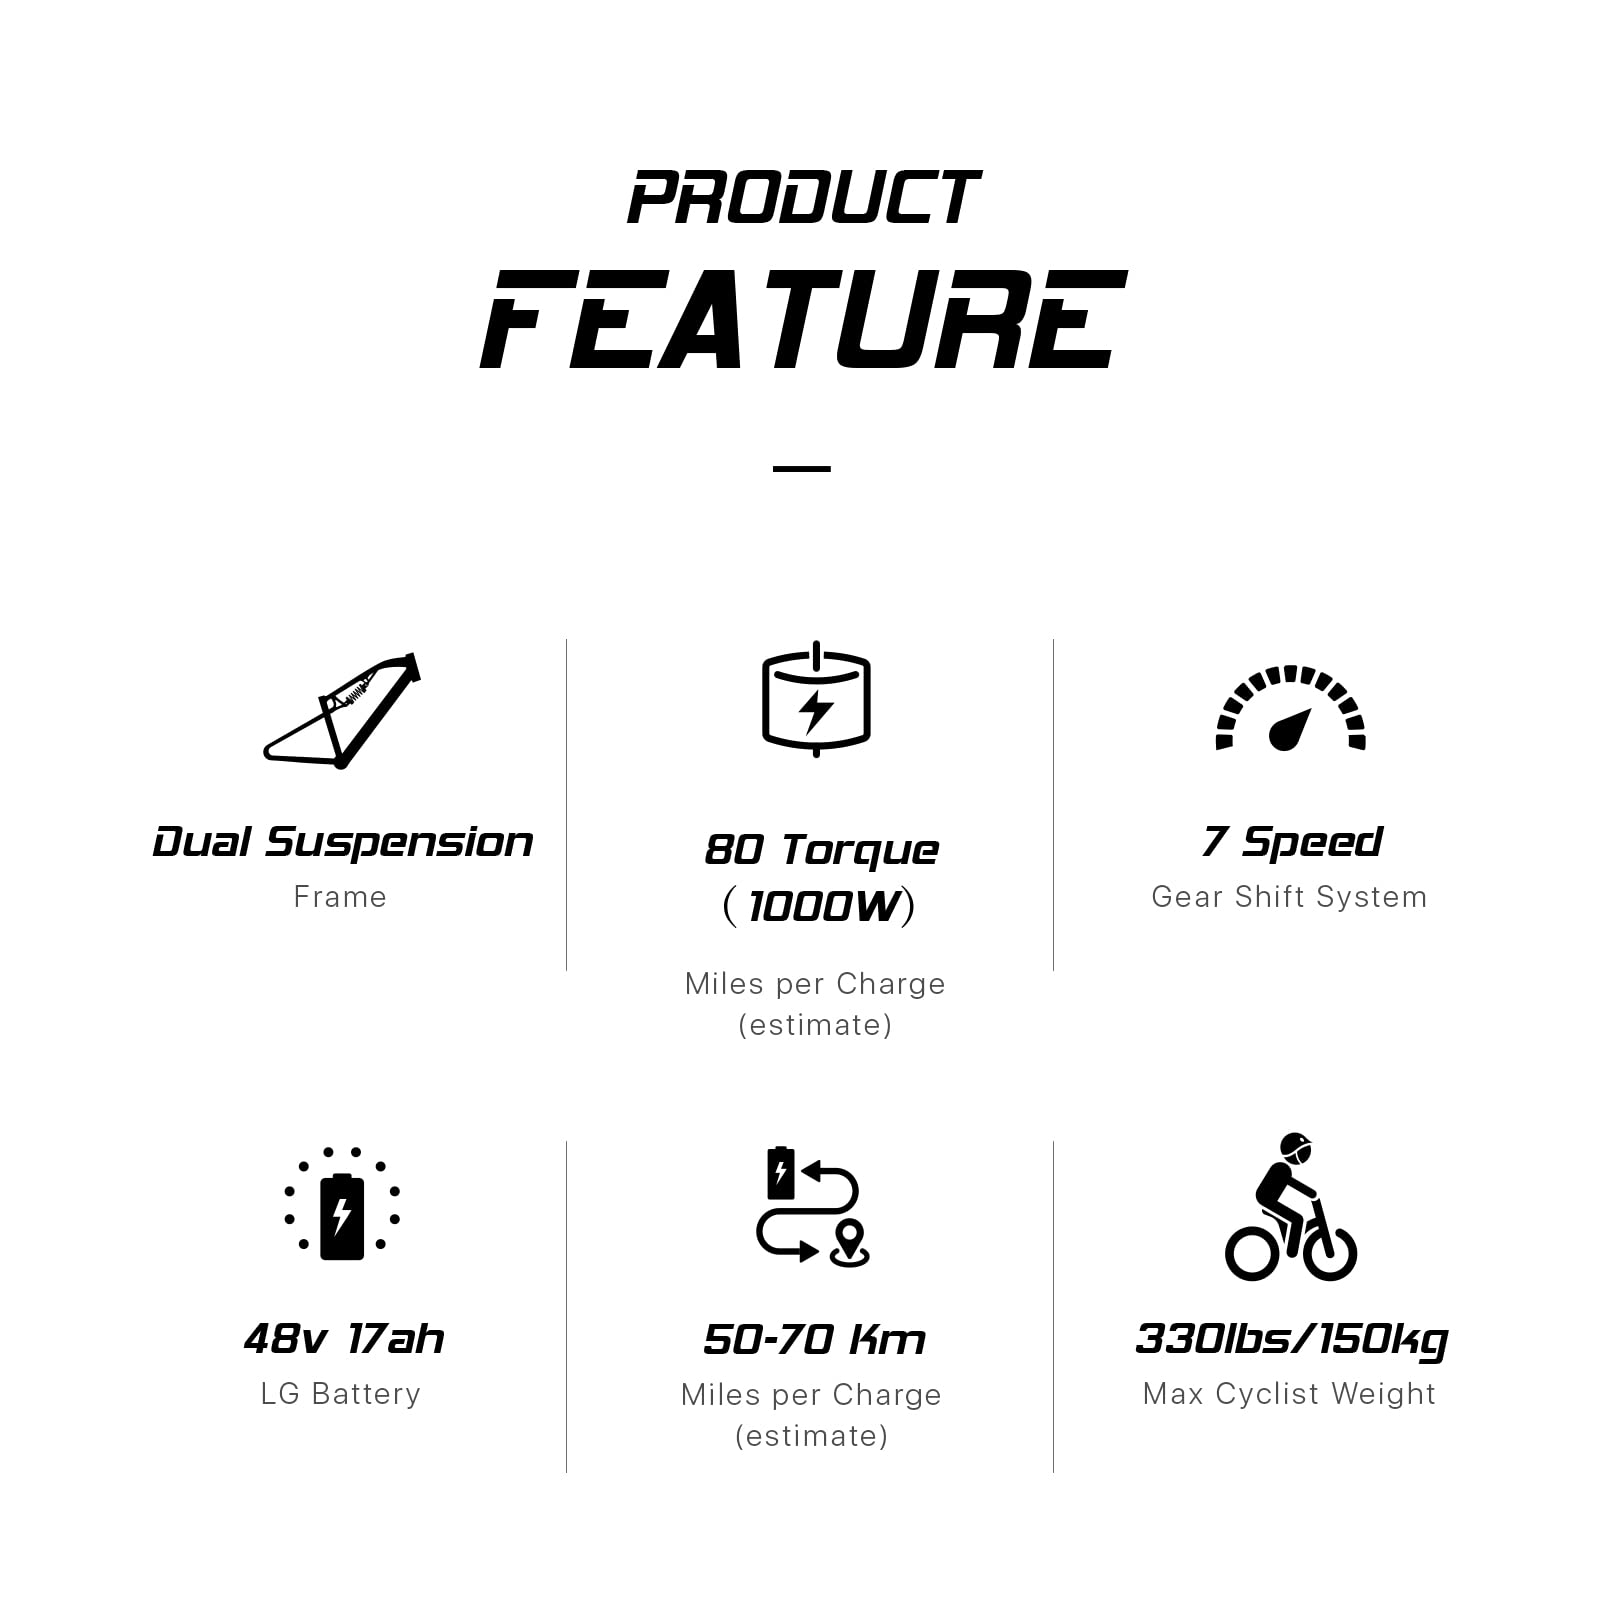 PRODUCT
FEATURE
Dual Suspension
Frame
80 Torque
(1000W)
Miles per Charge
(estimate)
7 Speed
Gear Shift System
48v 17ah
LG Battery
50-70 Km
Miles per Charge
(estimate)
330lbs/150kg
Max Cyclist Weight